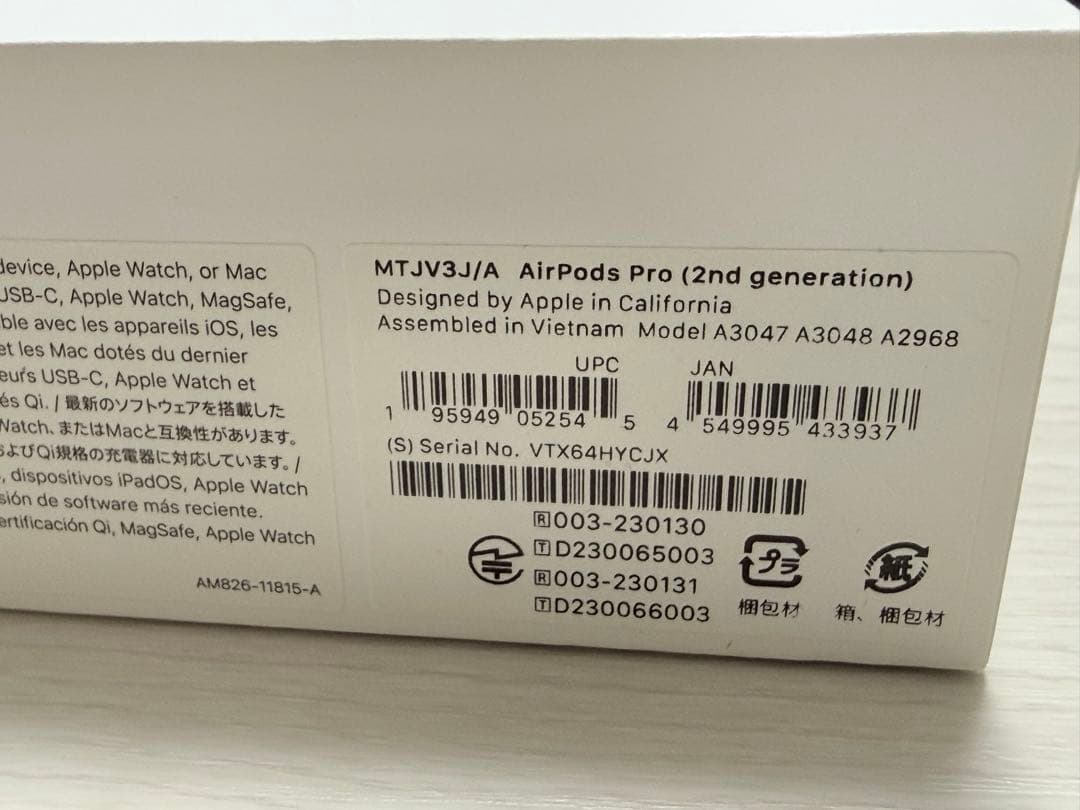 device, Apple Watch, or Mac
USB-C, Apple Watch, MagSafe,
ble avec les appareils iOS, les
et les Mac dotés du dernier
eurs USB-C, Apple Watch et
és Qi. / 最新のソフトウェアを搭載した
Watch、またはMacと互換性があります。
およびQi規格の充電器に対応しています。/
, dispositivos iPadOS, Apple Watch
sión de software más reciente.
ertificación Qi, MagSafe, Apple Watch
AM826-11815-A
MTJV3J/A AirPods Pro (2nd generation)
Designed by Apple in California
Assembled in Vietnam Model A3047 A3048 A2968
UPC JAN
1 95949 05254 5 4 549995 433937
(S) Serial No. VTX64HYCJX
R 003-230130
T D230065003
R 003-230131
T D230066003
プラ
梱包材
紙
箱、梱包材